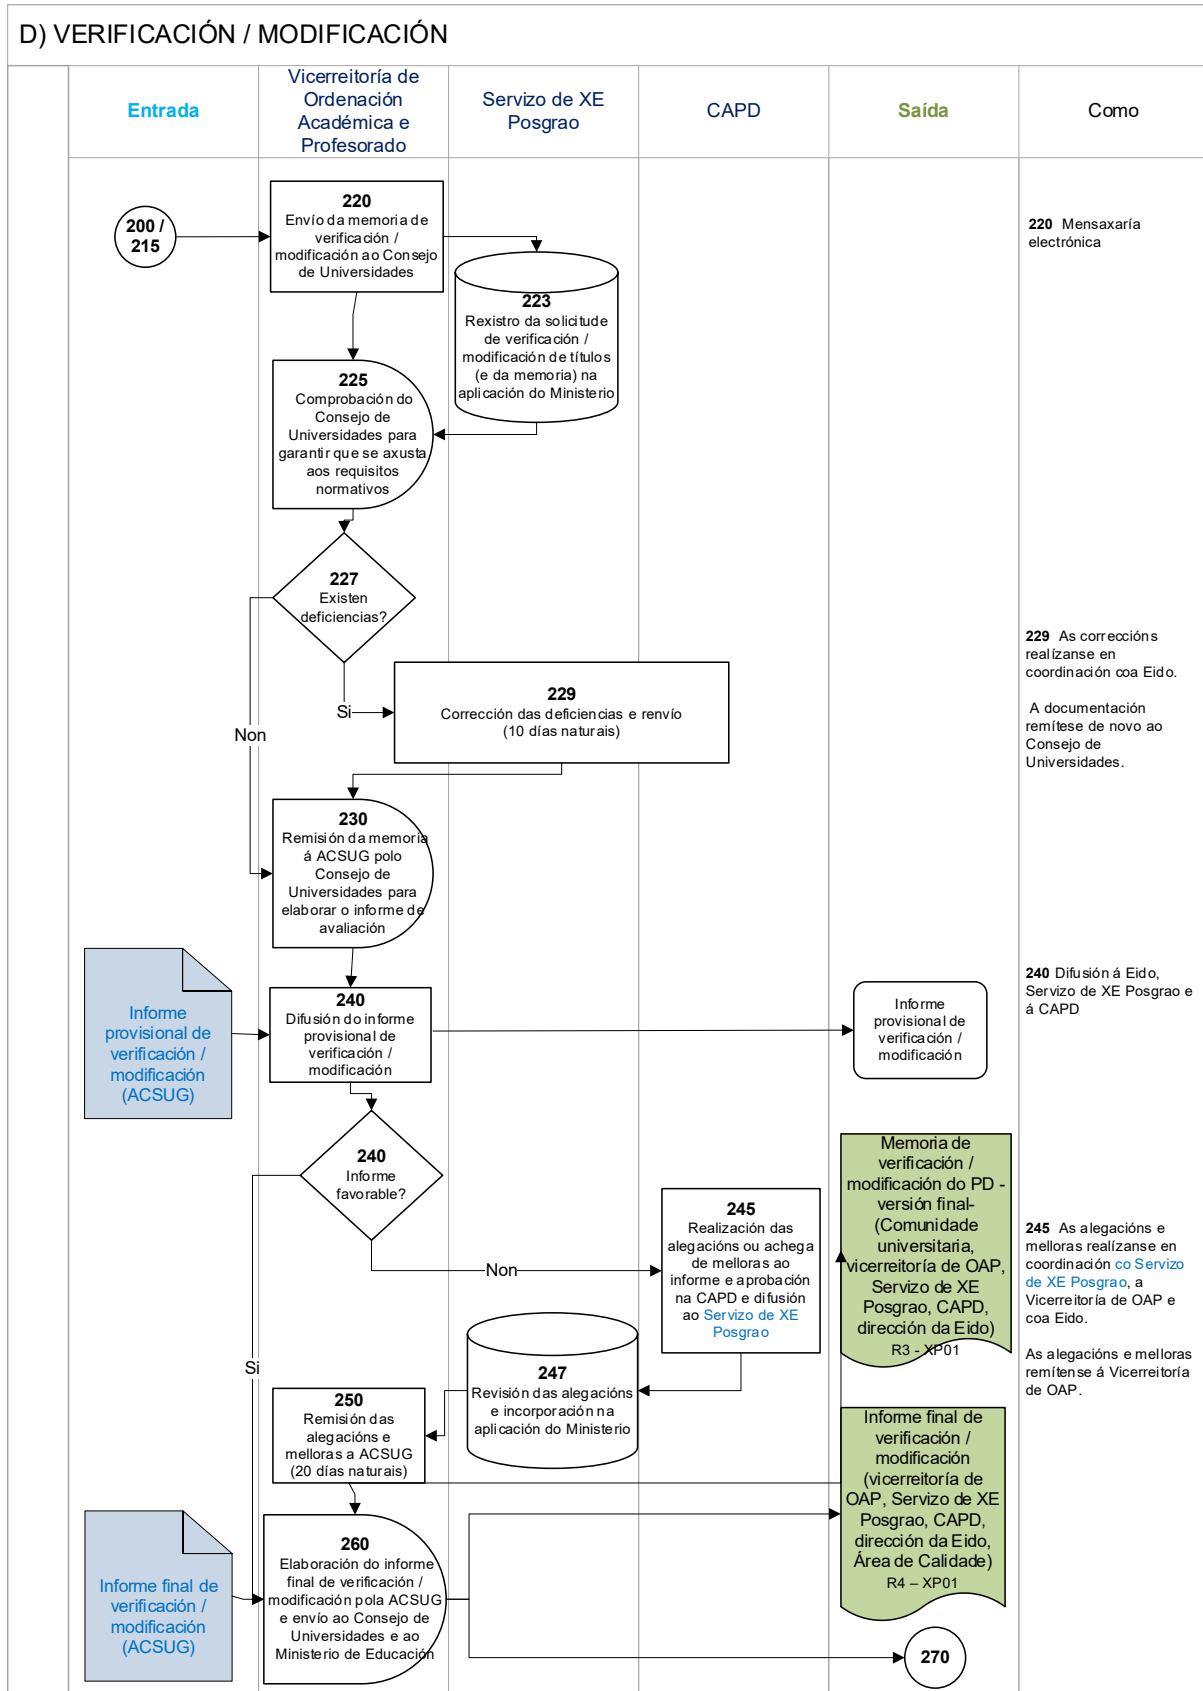 D) VERIFICACIÓN / MODIFICACIÓN
Entrada
Vicerreitoría de
Ordenación
Académica e
Profesorado
Servizo de XE
Posgrao
CAPD
Saída
Como
200 /
215
220
Envío da memoria de
verificación /
modificación ao Consejo
de Universidades
220 Mensaxaría
electrónica
223
Rexistro da solicitude
de verificación /
modificación de títulos
(e da memoria) na
aplicación do Ministerio
225
Comprobación do
Consejo de
Universidades para
garantir que se axusta
aos requisitos
normativos
227
Existen
deficiencias?
Si
Non
229
Corrección das deficiencias e renvío
(10 días naturais)
229 As correccións
realízanse en
coordinación coa Eido.
A documentación
remítese de novo ao
Consejo de
Universidades.
230
Remisión da memoria
á ACSUG polo
Consejo de
Universidades para
elaborar o informe de
avaliación
Informe
provisional de
verificación /
modificación
(ACSUG)
240
Difusión do informe
provisional de
verificación /
modificación
Informe
provisional de
verificación /
modificación
240 Difusión á Eido,
Servizo de XE Posgrao e
á CAPD
240
Informe
favorable?
Non
Si
245
Realización das
alegacións ou achega
de melloras ao
informe e aprobación
na CAPD e difusión
ao Servizo de XE
Posgrao
Memoria de
verificación /
modificación do PD -
versión final-
(Comunidade
universitaria,
vicerreitoría de OAP,
Servizo de XE
Posgrao, CAPD,
dirección da Eido)
R3 - XP01
245 As alegacións e
melloras realízanse en
coordinación co Servizo
de XE Posgrao, a
Vicerreitoría de OAP e
coa Eido.
As alegacións e melloras
remítense á Vicerreitoría
de OAP.
247
Revisión das alegacións
e incorporación na
aplicación do Ministerio
250
Remisión das
alegacións e
melloras a ACSUG
(20 días naturais)
Informe final de
verificación /
modificación
(vicerreitoría de
OAP, Servizo de XE
Posgrao, CAPD,
dirección da Eido,
Área de Calidade)
R4 – XP01
Informe final de
verificación /
modificación
(ACSUG)
260
Elaboración do informe
final de verificación /
modificación pola ACSUG
e envío ao Consejo de
Universidades e ao
Ministerio de Educación
270